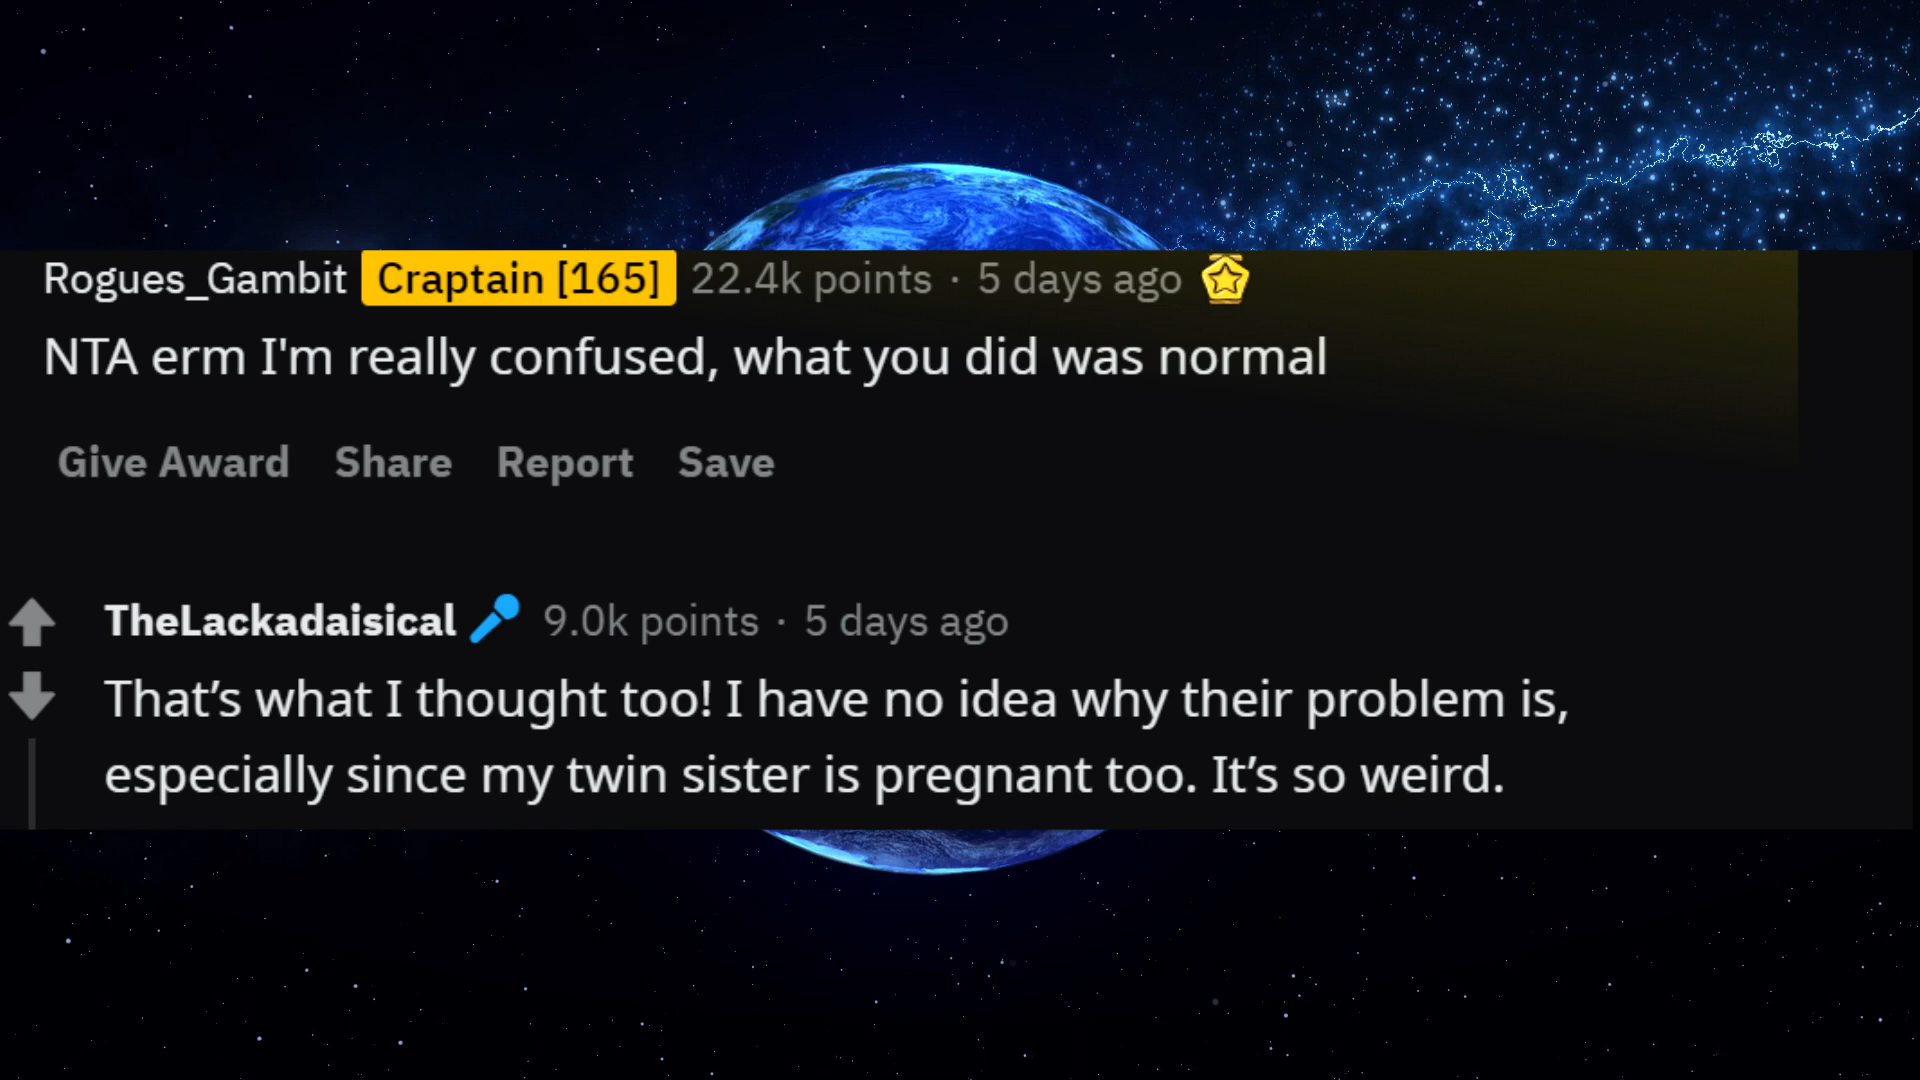 Rogues_Gambit Craptain [165] 22.4k points · 5 days ago
NTA erm I'm really confused, what you did was normal
Give Award Share Report Save
TheLackadaisical 9.0k points · 5 days ago
That’s what I thought too! I have no idea why their problem is,
especially since my twin sister is pregnant too. It’s so weird.